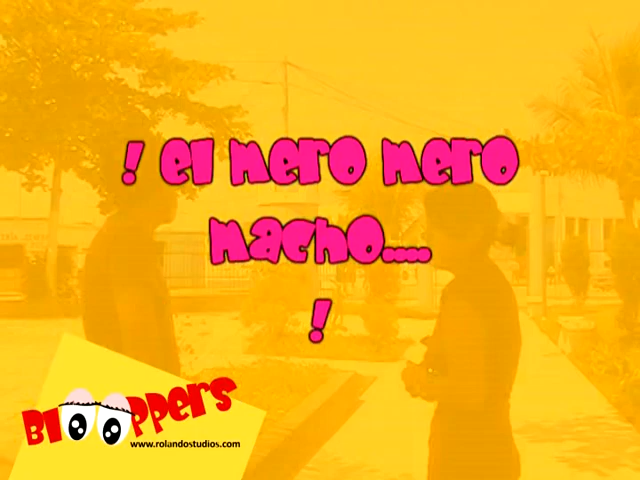 ! el mero mero
macho....
!
Blooppers
www.rolandostudios.com